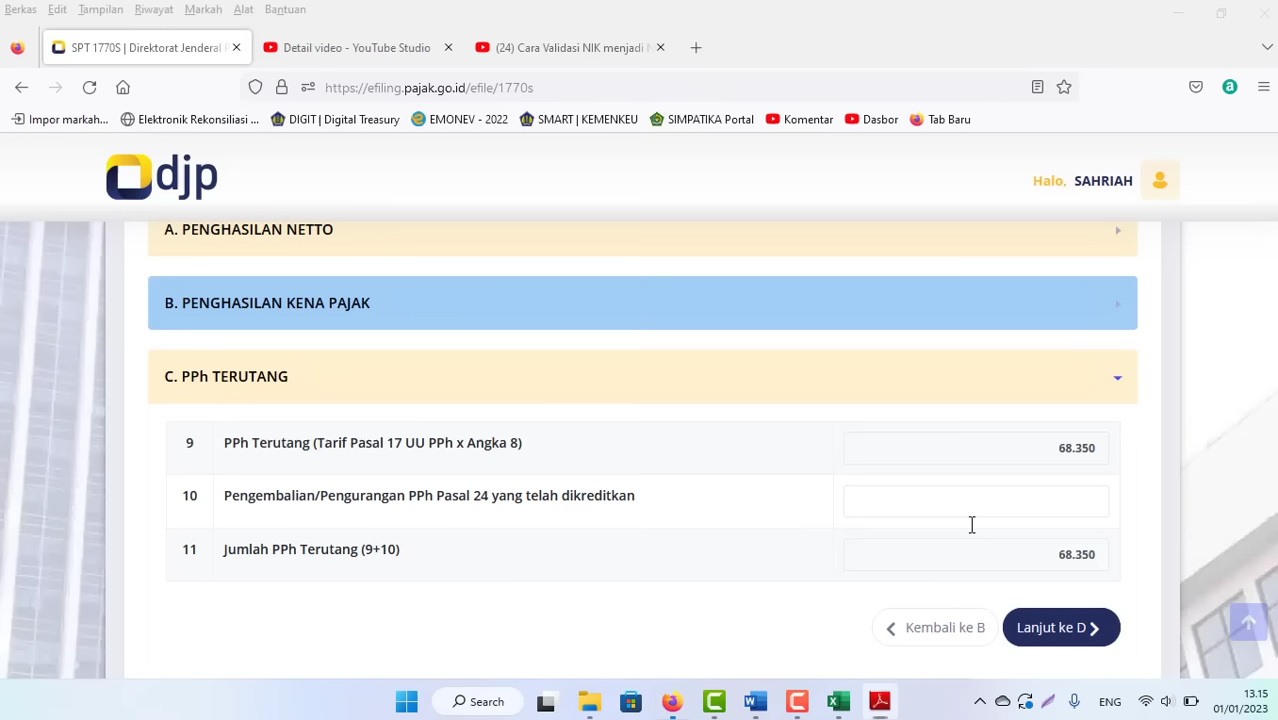 Berkas Edit Tampilan Riwayat Markah Alat Bantuan
SPT 1770S | Direktorat Jenderal
Detail video - YouTube Studio
(24) Cara Validasi NIK menjadi
https://efiling.pajak.go.id/efile/1770s
Impor markah... Elektronik Rekonsiliasi ... DIGIT | Digital Treasury EMONEV - 2022 SMART | KEMENKEU SIMPATIKA Portal Komentar Dasbor Tab Baru
djp
Halo, SAHRIAH
A. PENGHASILAN NETTO
B. PENGHASILAN KENA PAJAK
C. PPh TERUTANG
9 PPh Terutang (Tarif Pasal 17 UU PPh x Angka 8) 68.350
10 Pengembalian/Pengurangan PPh Pasal 24 yang telah dikreditkan
11 Jumlah PPh Terutang (9+10) 68.350
Kembali ke B Lanjut ke D
Search
ENG
13.15
01/01/2023